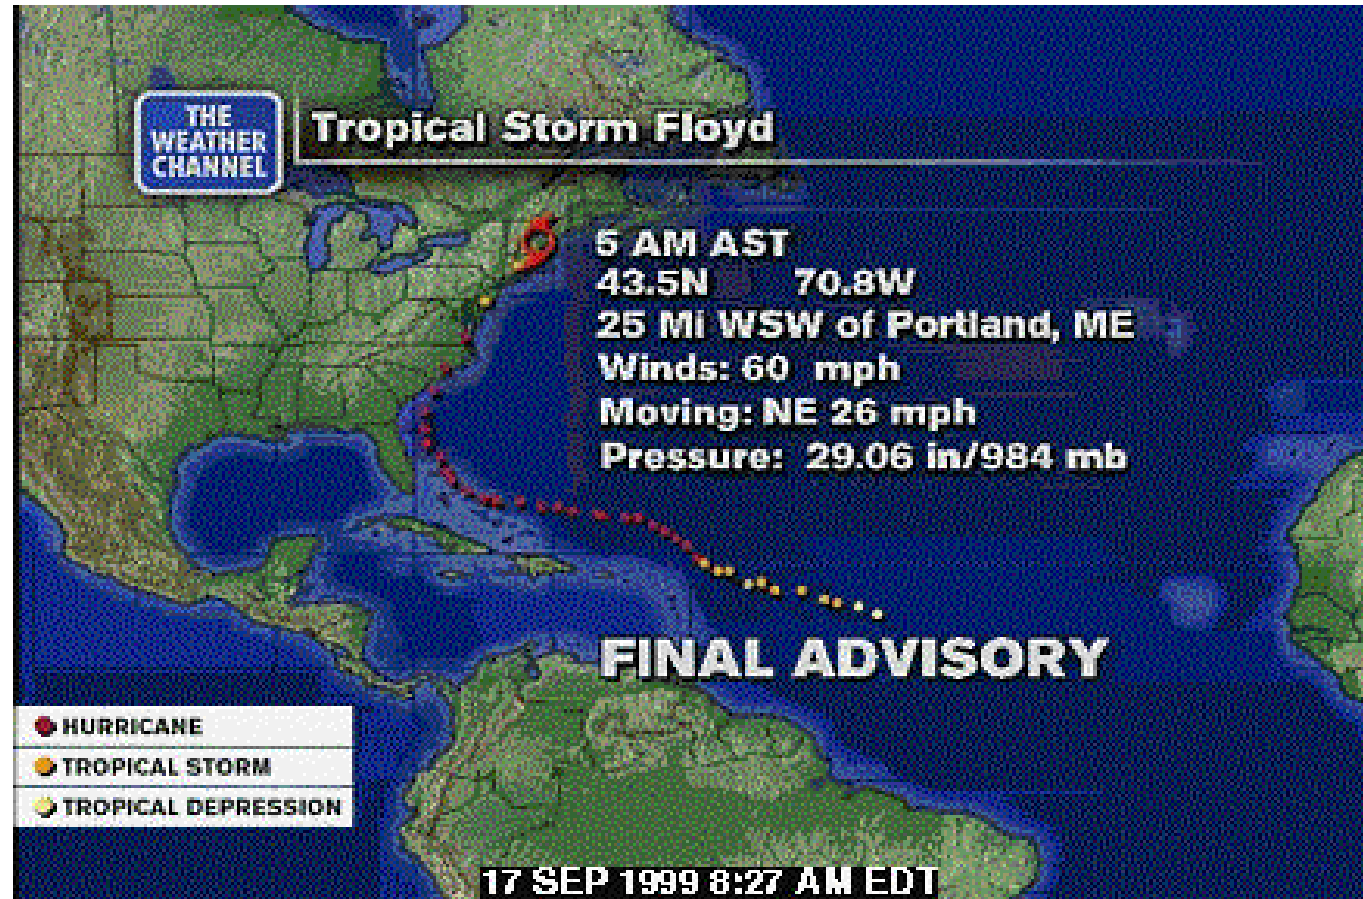 THE
WEATHER
CHANNEL
Tropical Storm Floyd
5 AM AST
43.5N 70.8W
25 Mi WSW of Portland, ME
Winds: 60 mph
Moving: NE 26 mph
Pressure: 29.06 in/984 mb
FINAL ADVISORY
HURRICANE
TROPICAL STORM
TROPICAL DEPRESSION
17 SEP 1999 8:27 AM EDT